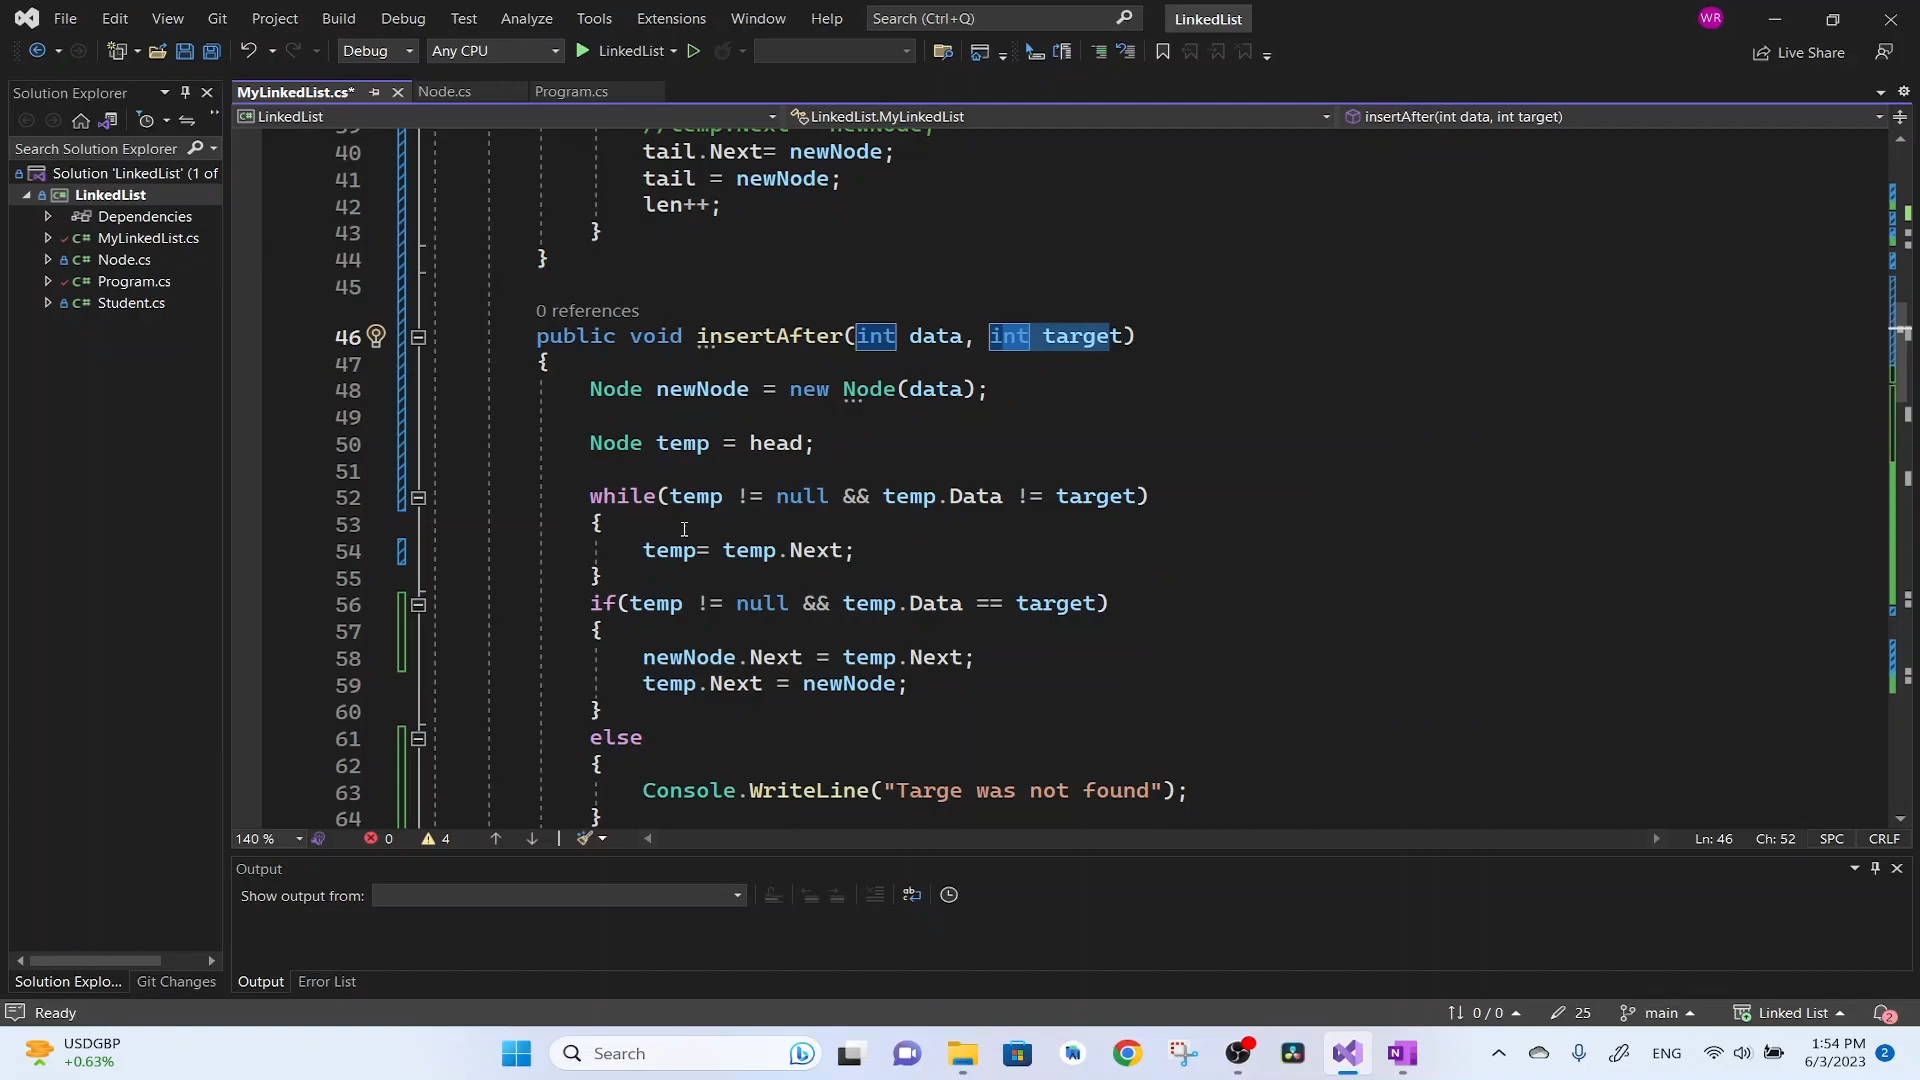 File Edit View Git Project Build Debug Test Analyze Tools Extensions Window Help Search (Ctrl+Q) LinkedList WR
Debug Any CPU LinkedList Live Share
Solution Explorer MyLinkedList.cs* Node.cs Program.cs
LinkedList LinkedList.MyLinkedList insertAfter(int data, int target)
Search Solution Explorer
Solution 'LinkedList' (1 of
LinkedList
Dependencies
C# MyLinkedList.cs
C# Node.cs
C# Program.cs
C# Student.cs
39 //temp.Next = newNode;
40 tail.Next= newNode;
41 tail = newNode;
42 len++;
43 }
44 }
45
0 references
46 public void insertAfter(int data, int target)
47 {
48 Node newNode = new Node(data);
49
50 Node temp = head;
51
52 while(temp != null && temp.Data != target)
53 {
54 temp= temp.Next;
55 }
56 if(temp != null && temp.Data == target)
57 {
58 newNode.Next = temp.Next;
59 temp.Next = newNode;
60 }
61 else
62 {
63 Console.WriteLine("Targe was not found");
64 }
140 % 0 4 Ln: 46 Ch: 52 SPC CRLF
Output
Show output from:
Solution Explo... Git Changes Output Error List
Ready 0 / 0 25 main Linked List 2
USDGBP
+0.63%
Search
ENG
1:54 PM
6/3/2023
2